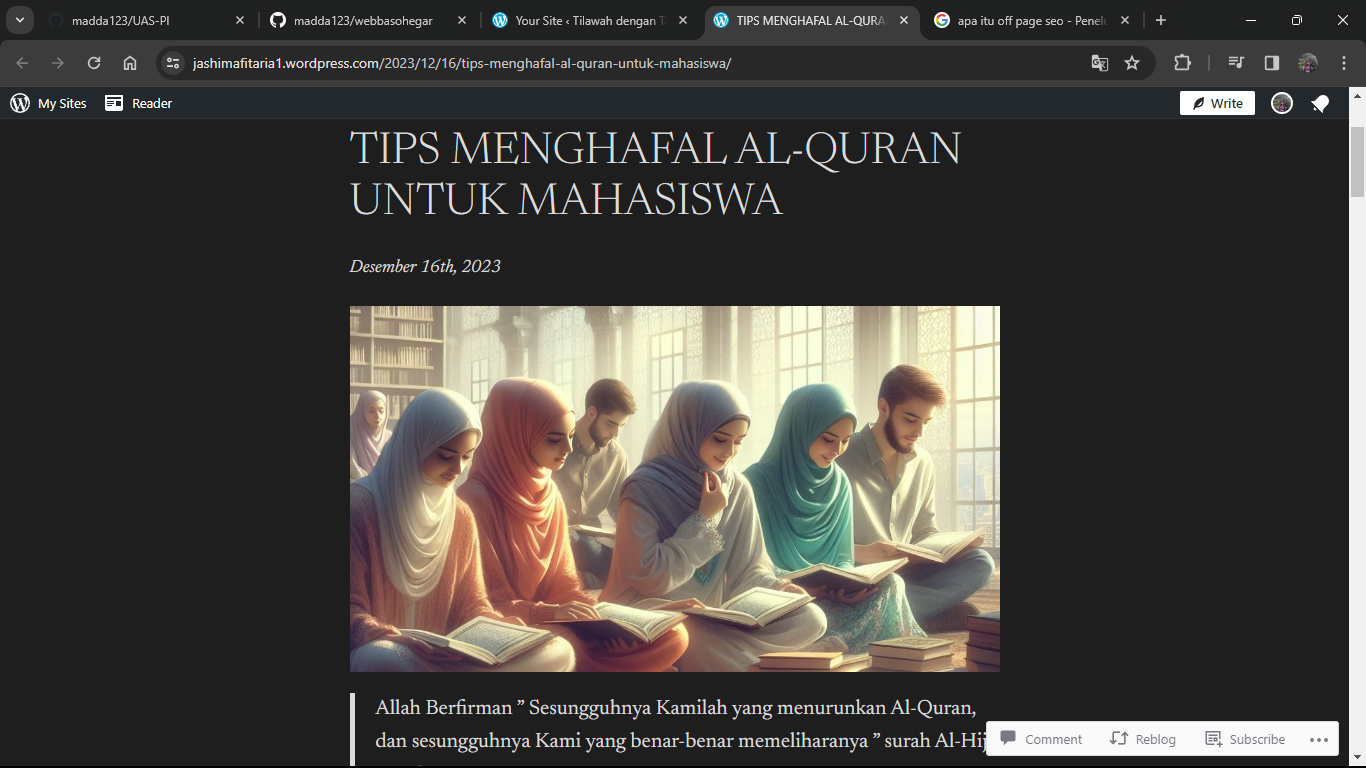 madda123/UAS-PI
madda123/webbasohegar
Your Site ‹ Tilawah dengan T
TIPS MENGHAFAL AL-QURA
apa itu off page seo - Penelu
jashimafitaria1.wordpress.com/2023/12/16/tips-menghafal-al-quran-untuk-mahasiswa/
My Sites
Reader
Write
TIPS MENGHAFAL AL-QURAN
UNTUK MAHASISWA
Desember 16th, 2023
Allah Berfirman ” Sesungguhnya Kamilah yang menurunkan Al-Quran,
dan sesungguhnya Kami yang benar-benar memeliharanya ” surah Al-Hij
Comment
Reblog
Subscribe